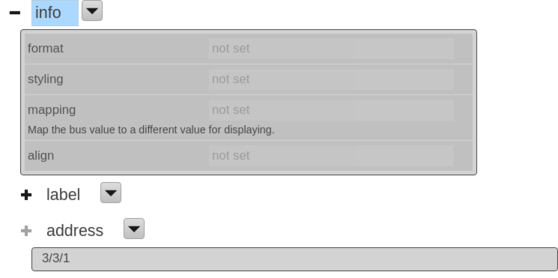 info
format not set
styling not set
mapping not set
Map the bus value to a different value for displaying.
align not set
label
address
3/3/1